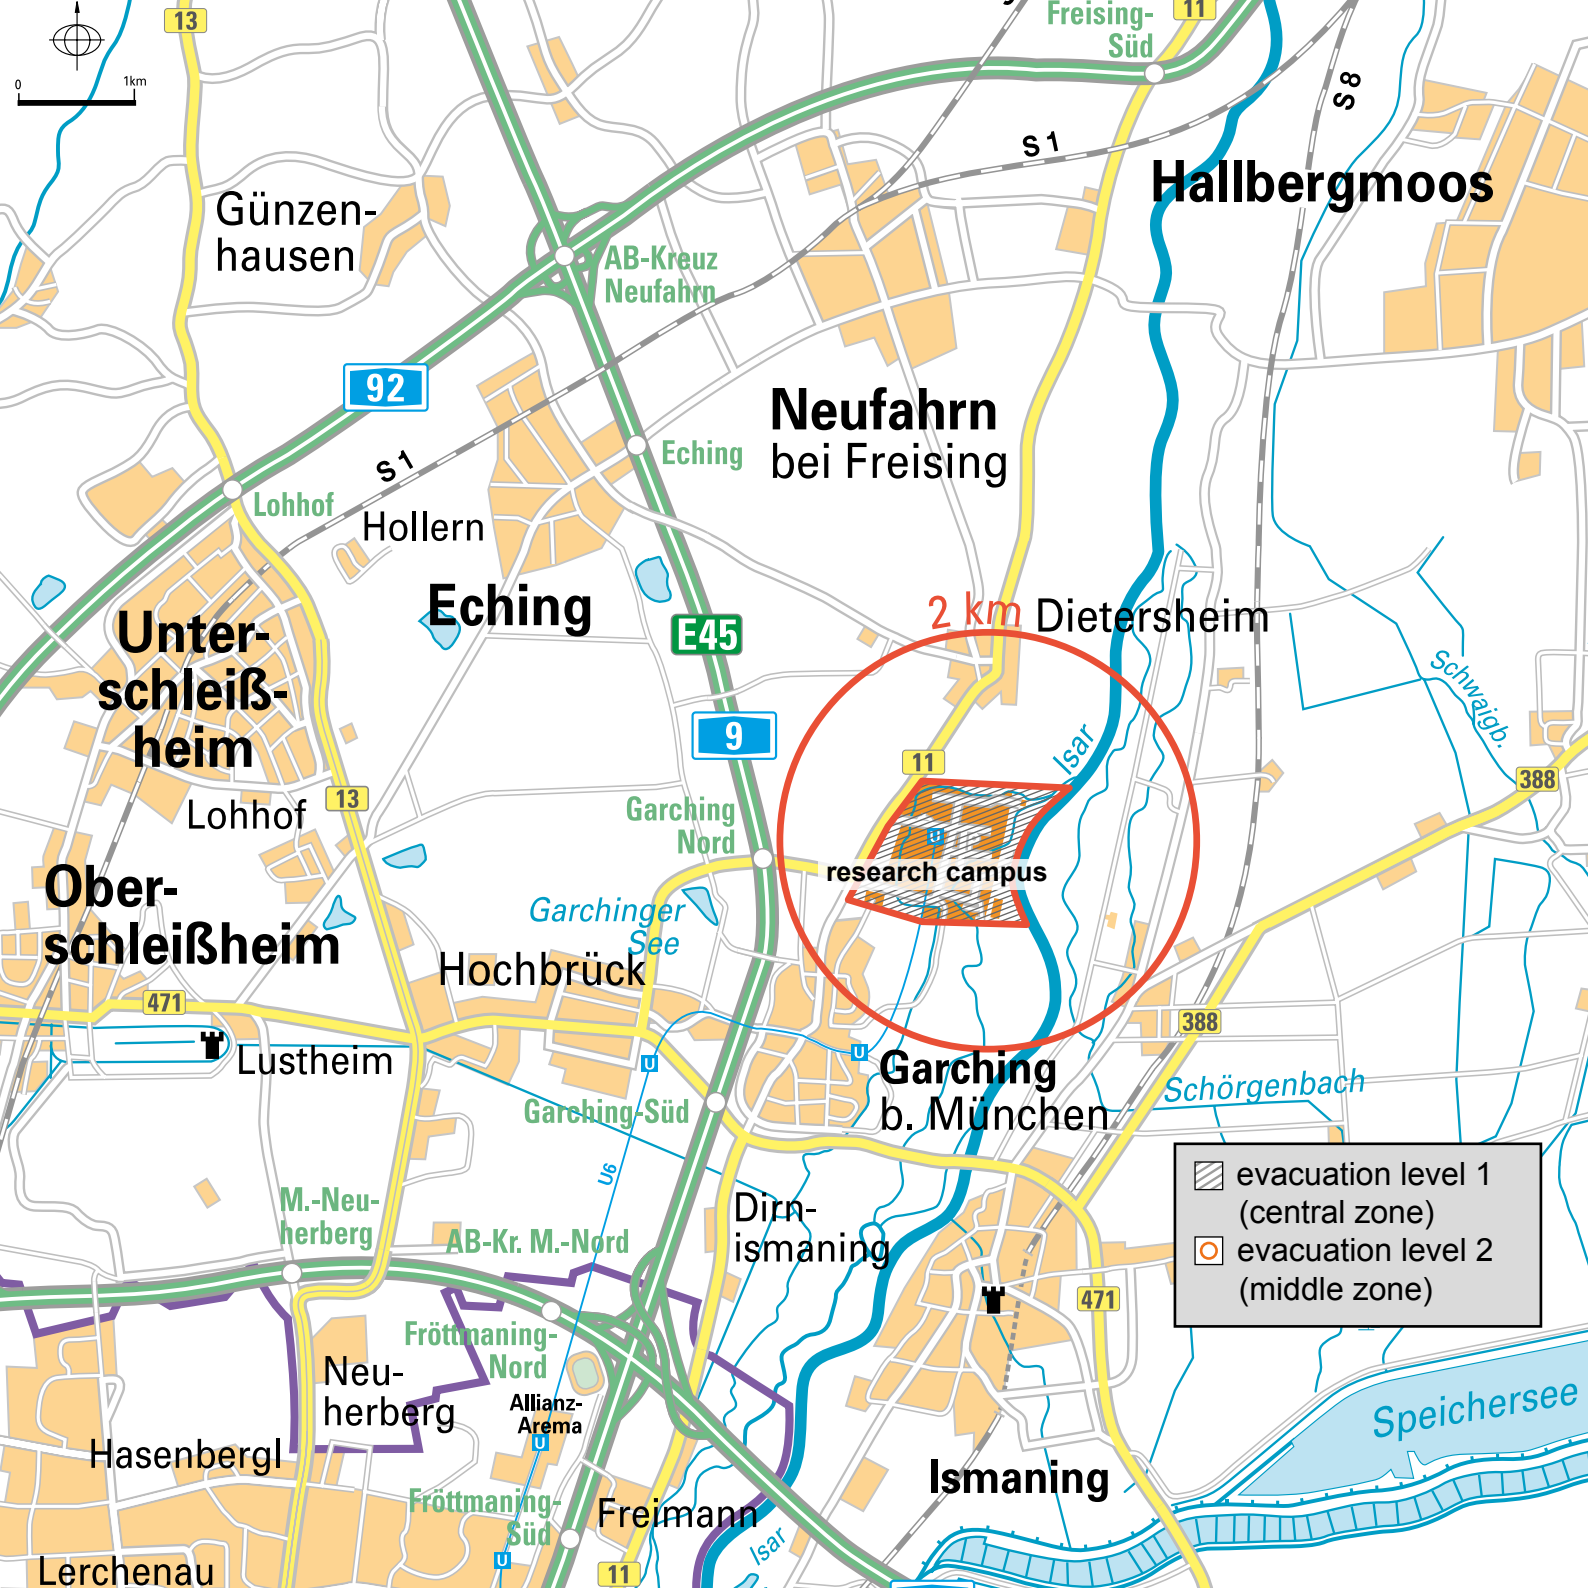 13
11
Freising-
Süd
0
1km
S 8
S 1
Hallbergmoos
Günzen-
hausen
AB-Kreuz
Neufahrn
92
Neufahrn
bei Freising
Eching
S 1
Lohhof
Hollern
Eching
E45
2 km
Dietersheim
Unter-
schleiß-
heim
Schwaigb.
9
Isar
11
388
13
Lohhof
Garching
Nord
U
research campus
Ober-
schleißheim
Garchinger
See
Hochbrück
471
388
Lustheim
U
U
Garching
b. München
Schörgenbach
Garching-Süd
U6
evacuation level 1
(central zone)
evacuation level 2
(middle zone)
M.-Neu-
herberg
AB-Kr. M.-Nord
Dirn-
ismaning
471
Fröttmaning-
Nord
Neu-
herberg
Allianz-
Arema
U
Speichersee
Hasenbergl
Ismaning
Fröttmaning-
Süd
Freimann
Isar
U
11
Lerchenau